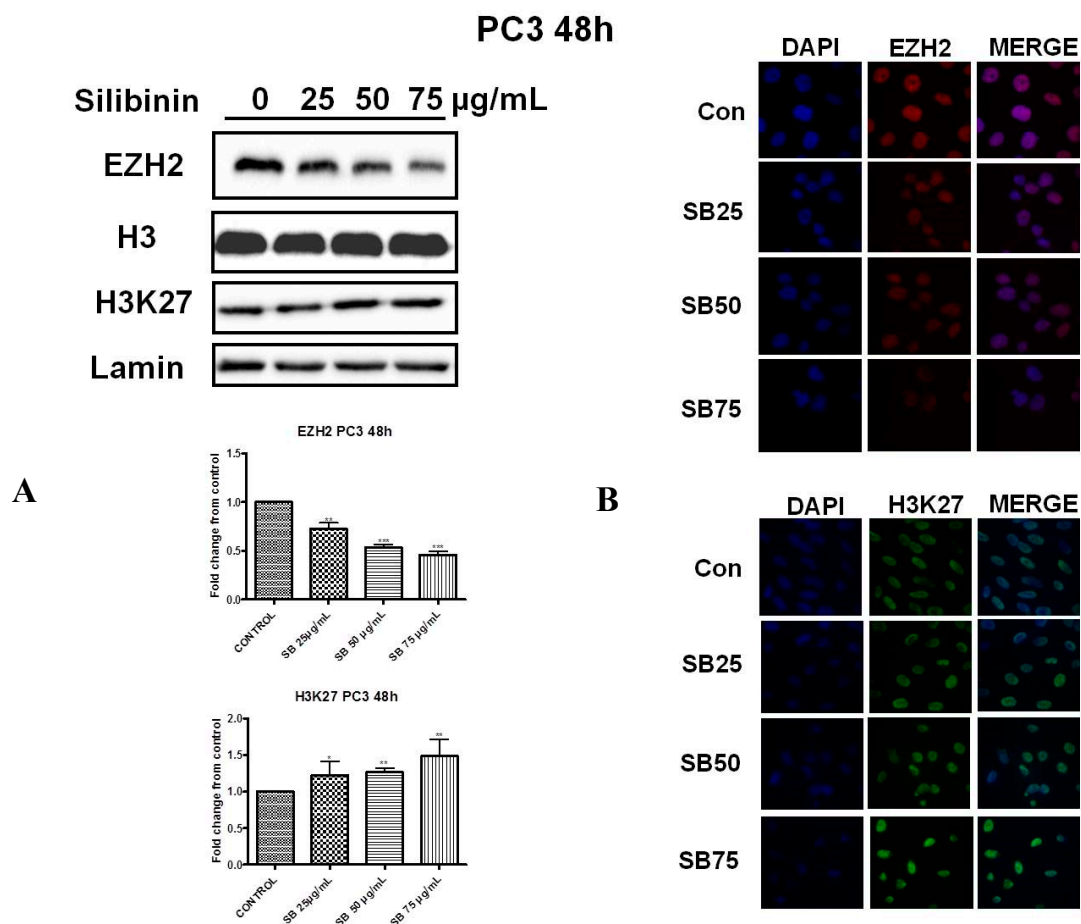 PC3 48h
Silibinin 0 25 50 75 µg/mL
EZH2
H3
H3K27
Lamin
A
EZH2 PC3 48h
Fold change from control
1.5
1.0
0.5
0.0
** *** ***
CONTROL
SB 25µg/mL
SB 50 µg/mL
SB 75 µg/mL
H3K27 PC3 48h
Fold change from control
2.0
1.5
1.0
0.5
0.0
* ** **
CONTROL
SB 25µg/mL
SB 50 µg/mL
SB 75 µg/mL
B
DAPI EZH2 MERGE
Con
SB25
SB50
SB75
DAPI H3K27 MERGE
Con
SB25
SB50
SB75